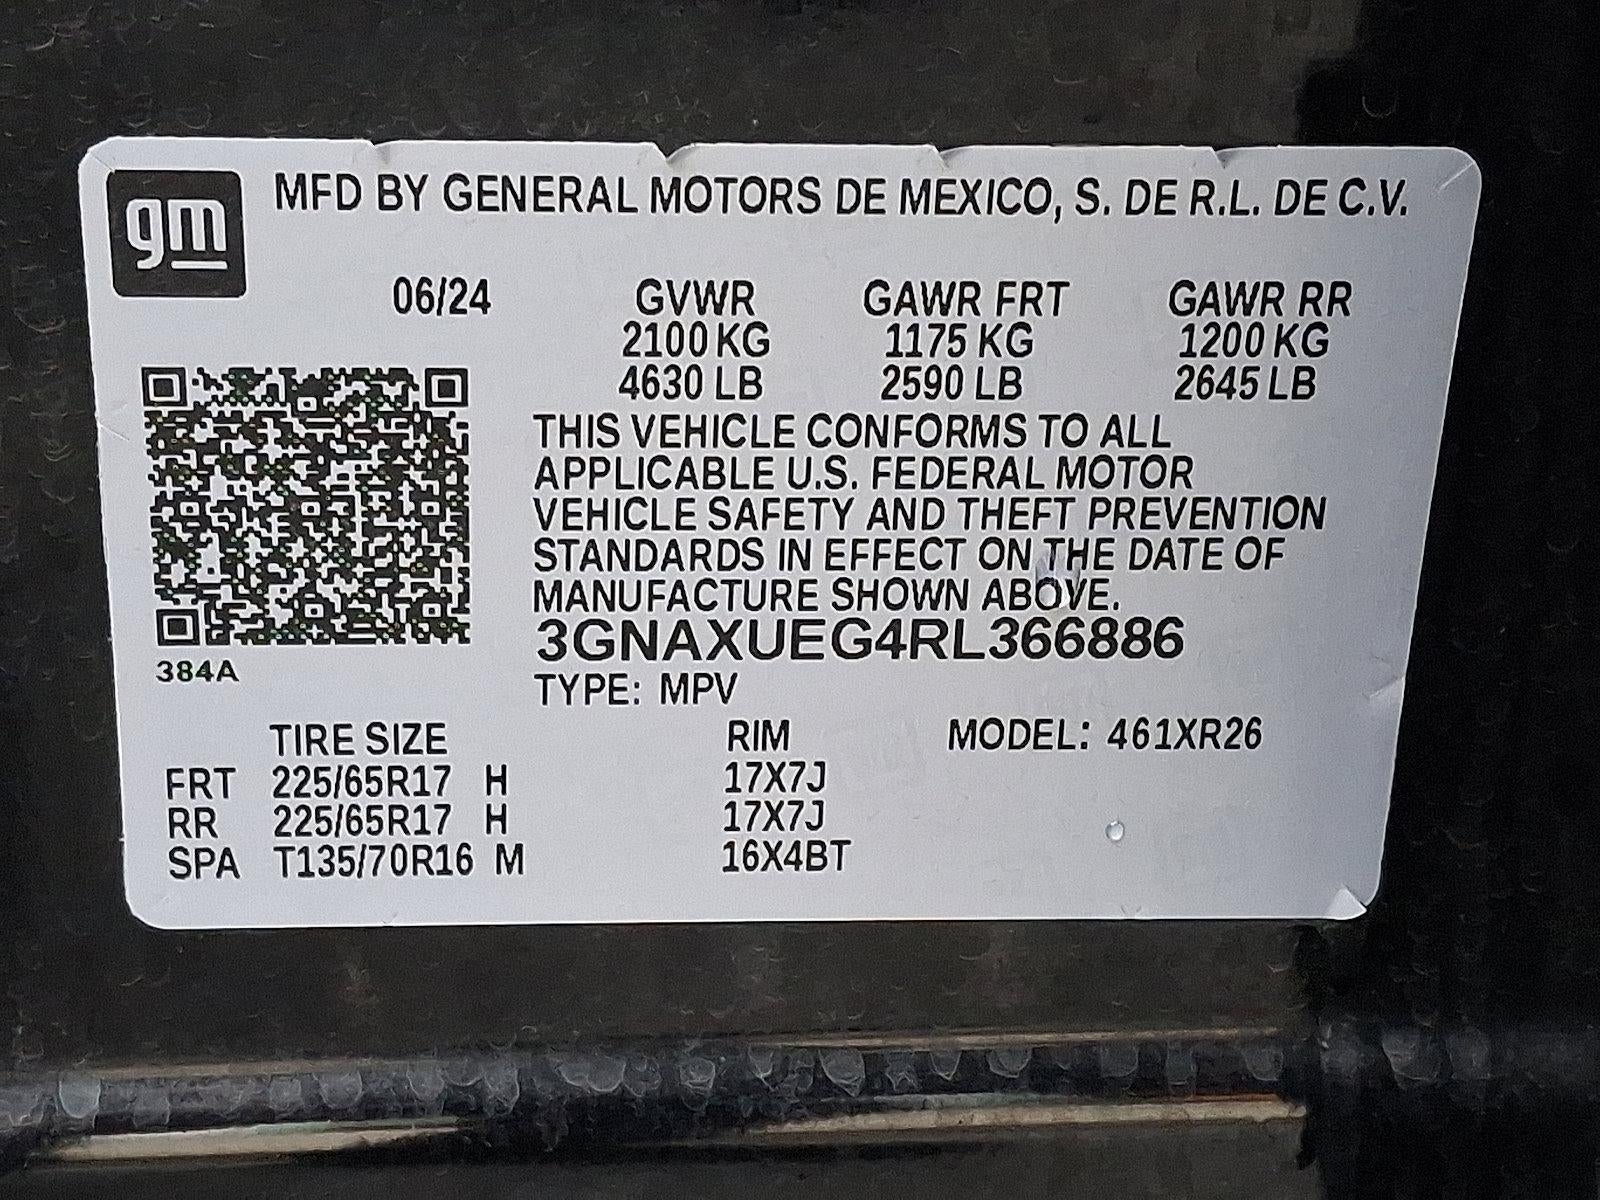 gm
MFD BY GENERAL MOTORS DE MEXICO, S. DE R.L. DE C.V.
06/24 GVWR GAWR FRT GAWR RR
2100 KG 1175 KG 1200 KG
4630 LB 2590 LB 2645 LB
THIS VEHICLE CONFORMS TO ALL
APPLICABLE U.S. FEDERAL MOTOR
VEHICLE SAFETY AND THEFT PREVENTION
STANDARDS IN EFFECT ON THE DATE OF
MANUFACTURE SHOWN ABOVE.
3GNAXUEG4RL366886
384A
TYPE: MPV
TIRE SIZE RIM MODEL: 461XR26
FRT 225/65R17 H 17X7J
RR 225/65R17 H 17X7J
SPA T135/70R16 M 16X4BT